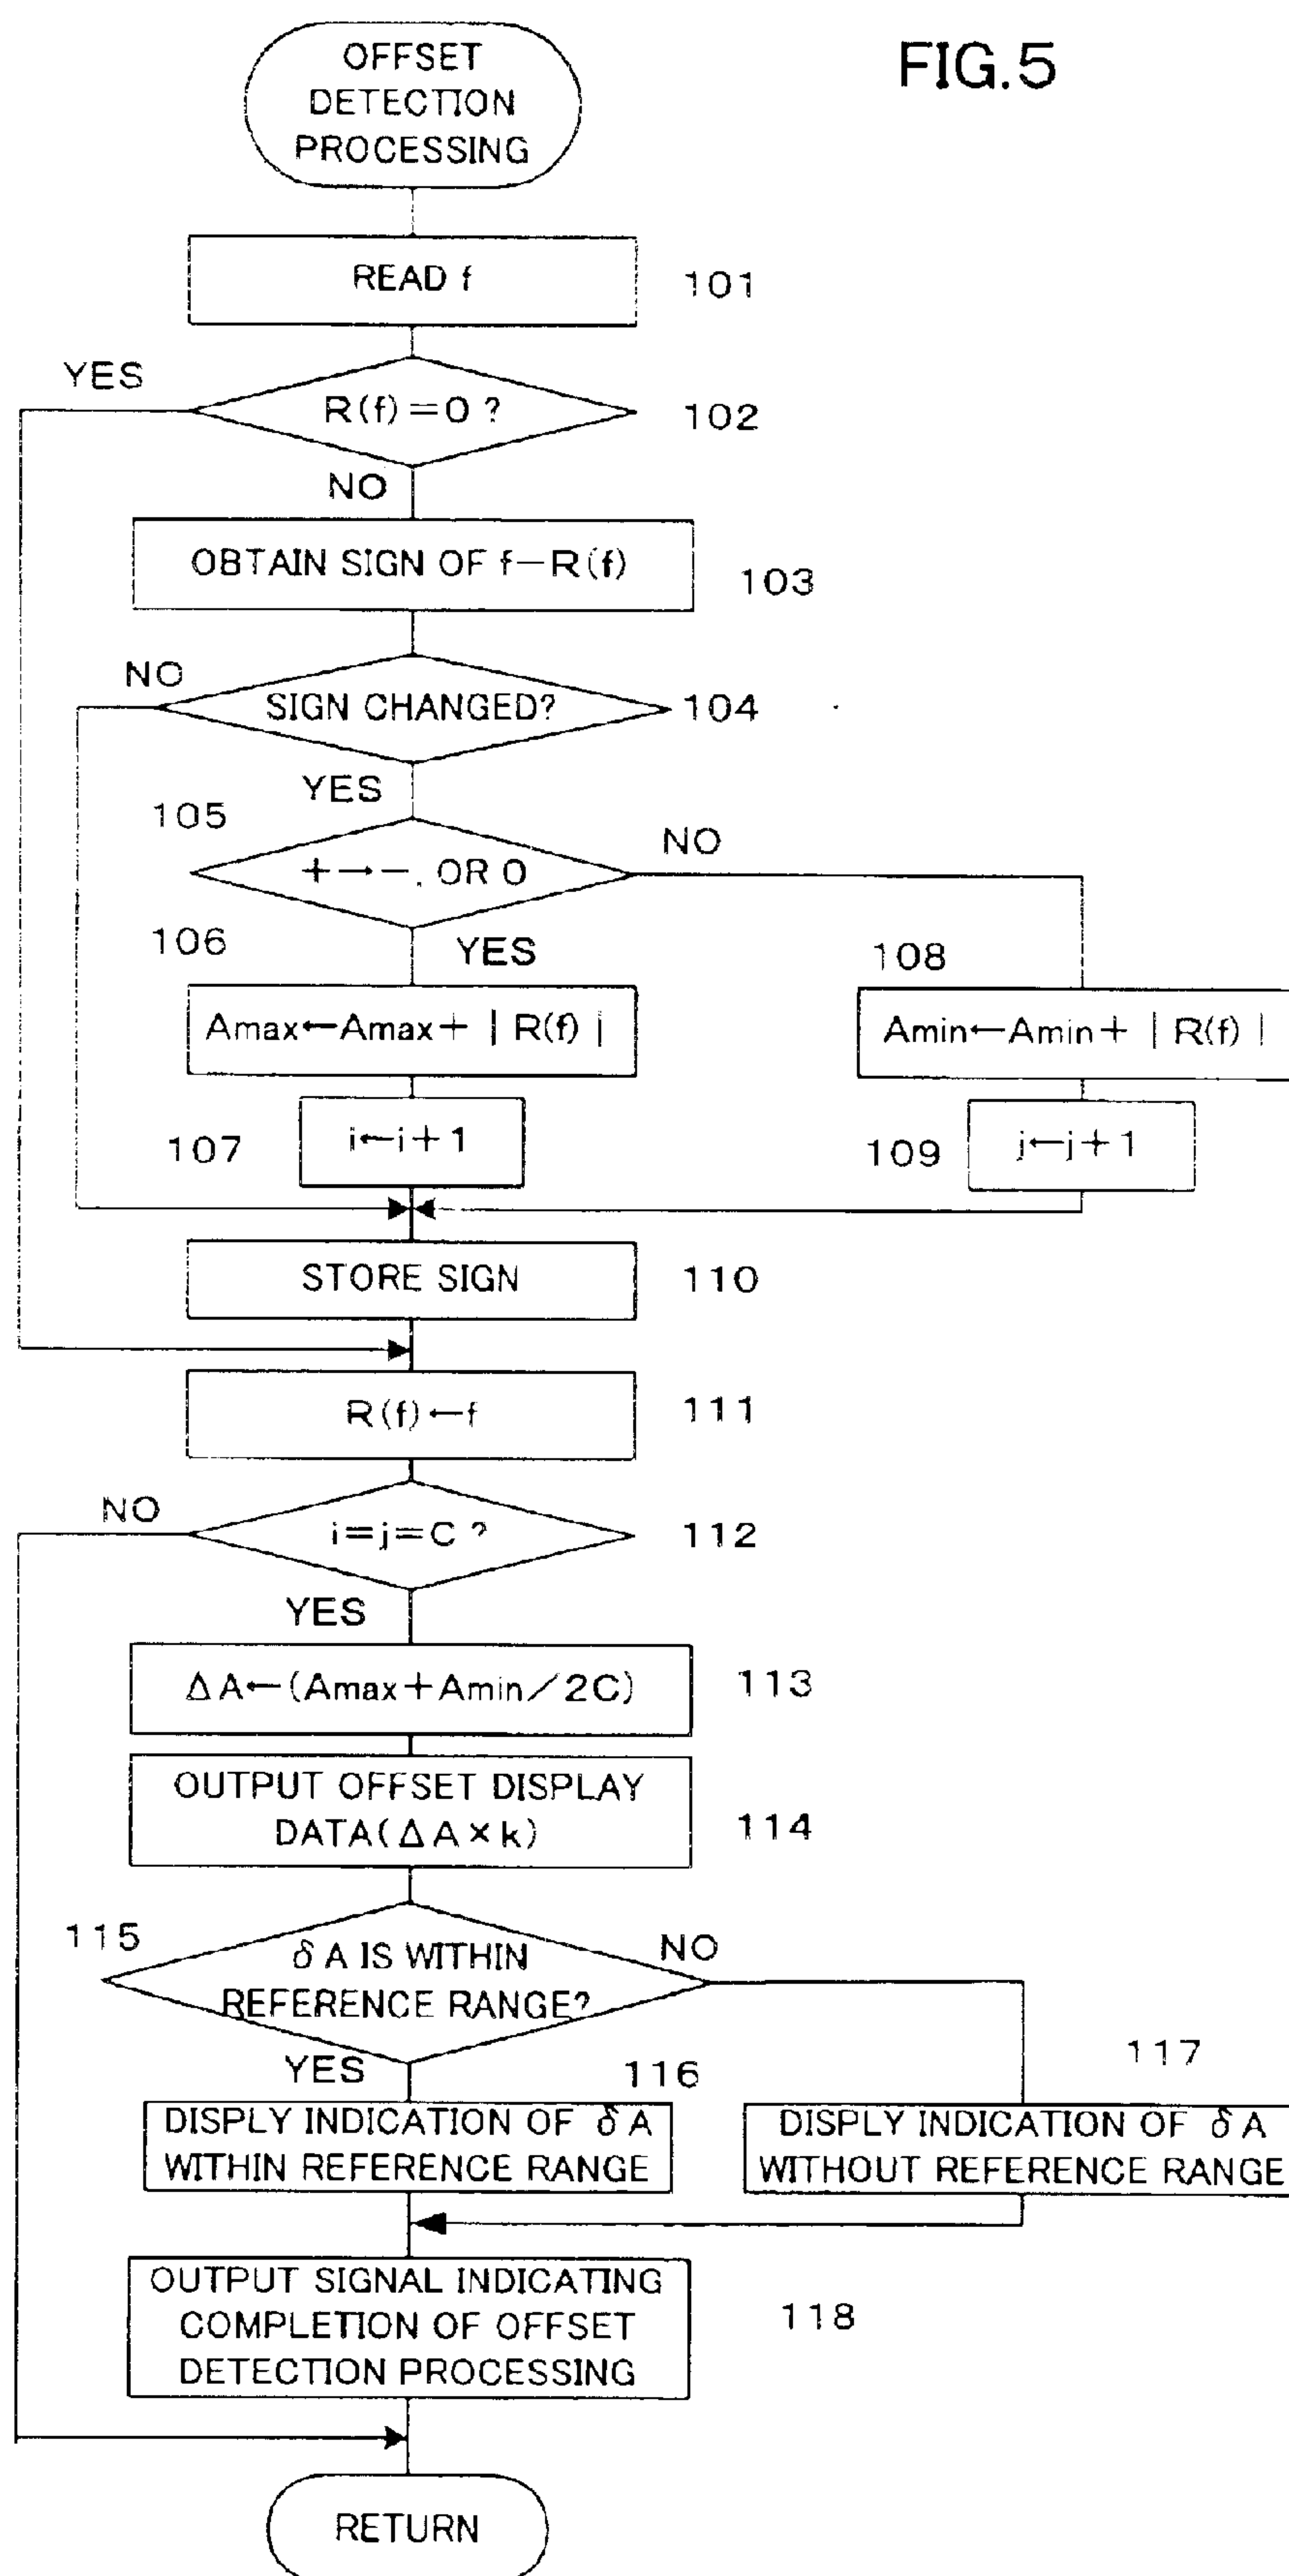 FIG.5
OFFSET
DETECTION
PROCESSING
READ f
101
YES
R(f)=0 ?
102
NO
OBTAIN SIGN OF f-R(f)
103
NO
SIGN CHANGED?
104
YES
105
+→-, OR 0
NO
106
YES
108
Amax←Amax+ | R(f) |
Amin←Amin+ | R(f) |
107
i←i+1
109
j←j+1
STORE SIGN
110
R(f)←f
111
NO
i=j=C ?
112
YES
ΔA←(Amax+Amin/2C)
113
OUTPUT OFFSET DISPLAY
DATA(ΔA×k)
114
115
δA IS WITHIN
REFERENCE RANGE?
NO
YES
116
117
DISPLY INDICATION OF δA
WITHIN REFERENCE RANGE
DISPLY INDICATION OF δA
WITHOUT REFERENCE RANGE
OUTPUT SIGNAL INDICATING
COMPLETION OF OFFSET
DETECTION PROCESSING
118
RETURN